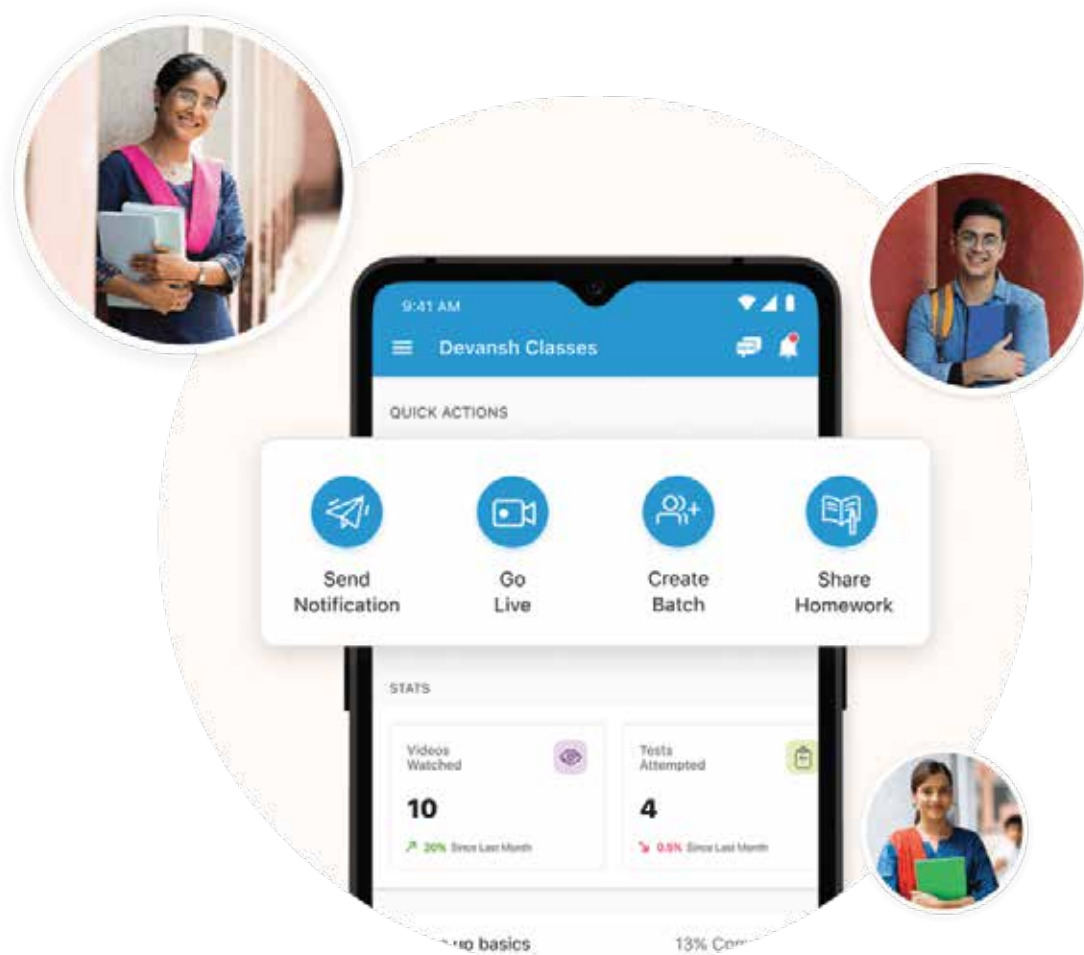 9:41 AM
Devansh Classes
QUICK ACTIONS
Send
Notification
Go
Live
Create
Batch
Share
Homework
STATS
Videos
Watched
10
20% Since Last Month
Tests
Attempted
4
0.5% Since Last Month
up basics
13%